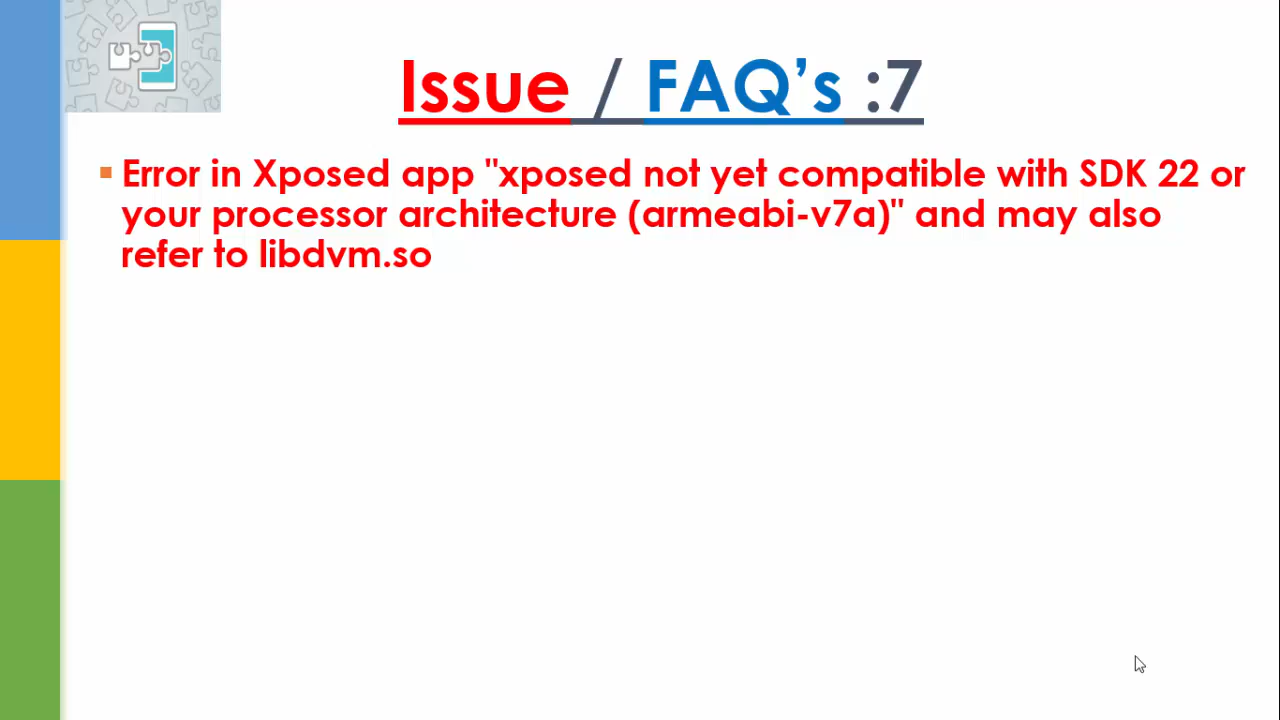 Issue / FAQ’s :7
Error in Xposed app "xposed not yet compatible with SDK 22 or
your processor architecture (armeabi-v7a)" and may also
refer to libdvm.so